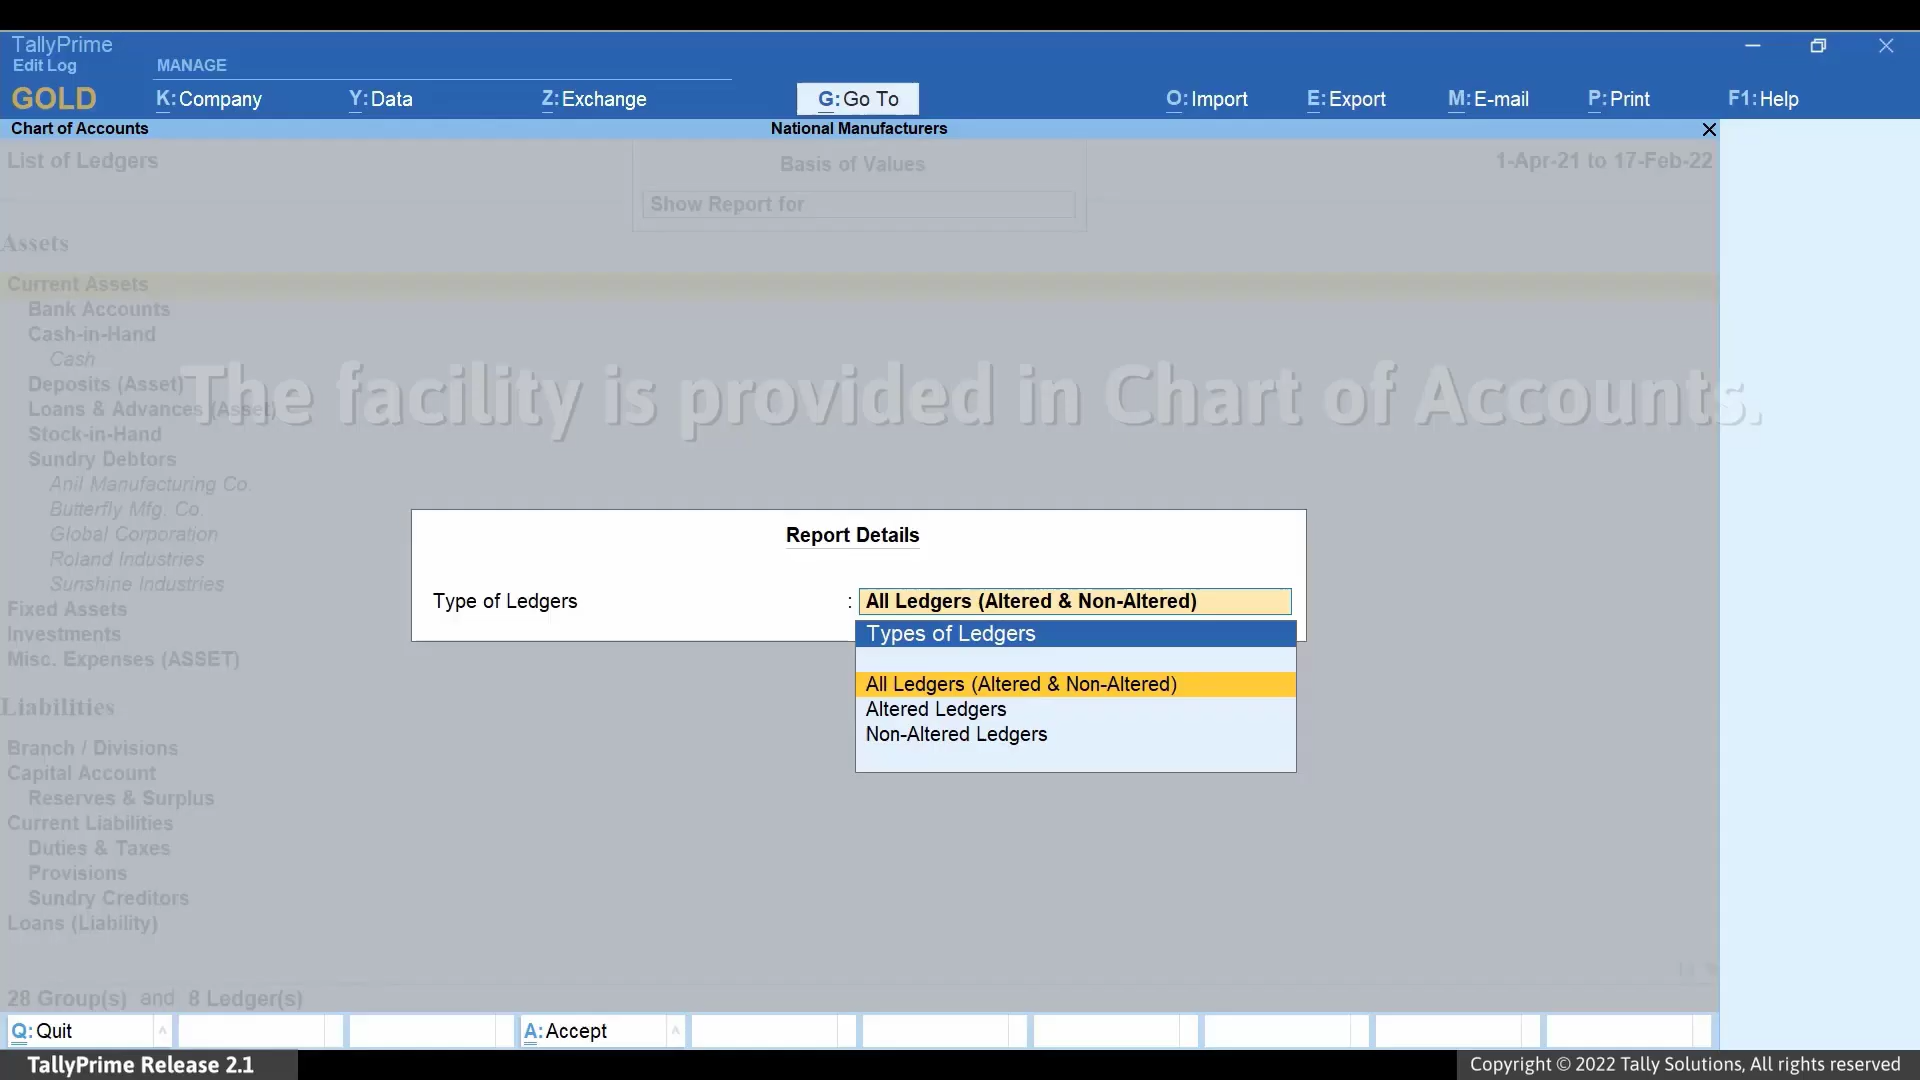 TallyPrime
Edit Log
MANAGE
GOLD
K:Company
Y:Data
Z:Exchange
G:Go To
O:Import
E:Export
M:E-mail
P:Print
F1:Help
Chart of Accounts
National Manufacturers
List of Ledgers
Basis of Values
1-Apr-21 to 17-Feb-22
Show Report for
Assets
Current Assets
Bank Accounts
Cash-in-Hand
Cash
The facility is provided in Chart of Accounts.
Deposits (Asset)
Loans & Advances (Asset)
Stock-in-Hand
Sundry Debtors
Anil Manufacturing Co.
Butterfly Mfg. Co.
Global Corporation
Roland Industries
Sunshine Industries
Fixed Assets
Investments
Misc. Expenses (ASSET)
Report Details
Type of Ledgers : All Ledgers (Altered & Non-Altered)
Types of Ledgers
All Ledgers (Altered & Non-Altered)
Altered Ledgers
Non-Altered Ledgers
Liabilities
Branch / Divisions
Capital Account
Reserves & Surplus
Current Liabilities
Duties & Taxes
Provisions
Sundry Creditors
Loans (Liability)
28 Group(s) and 8 Ledger(s)
Q:Quit
A:Accept
TallyPrime Release 2.1
Copyright © 2022 Tally Solutions, All rights reserved